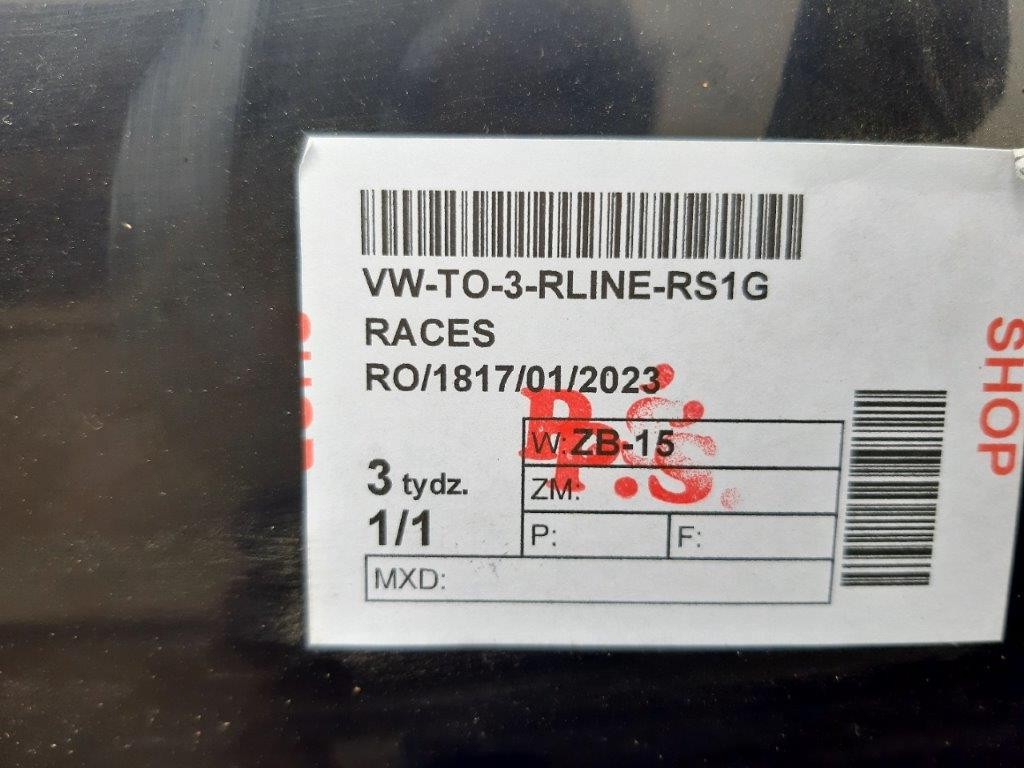 VW-TO-3-RLINE-RS1G
RACES
RO/1817/01/2023
W: ZB-15
3 tydz.
ZM:
1/1
P:
F:
MXD:
SHOP